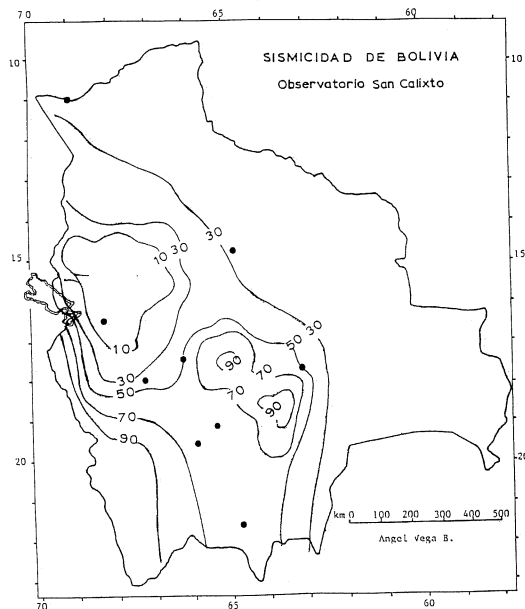 70 65 60
SISMICIDAD DE BOLIVIA
Observatorio San Calixto
10 10
30
10 30
15 15
10
50 30
90
30 70
50 70
70 90
90
20 20
km 0 100 200 300 400 500
Angel Vega B.
70 65 60